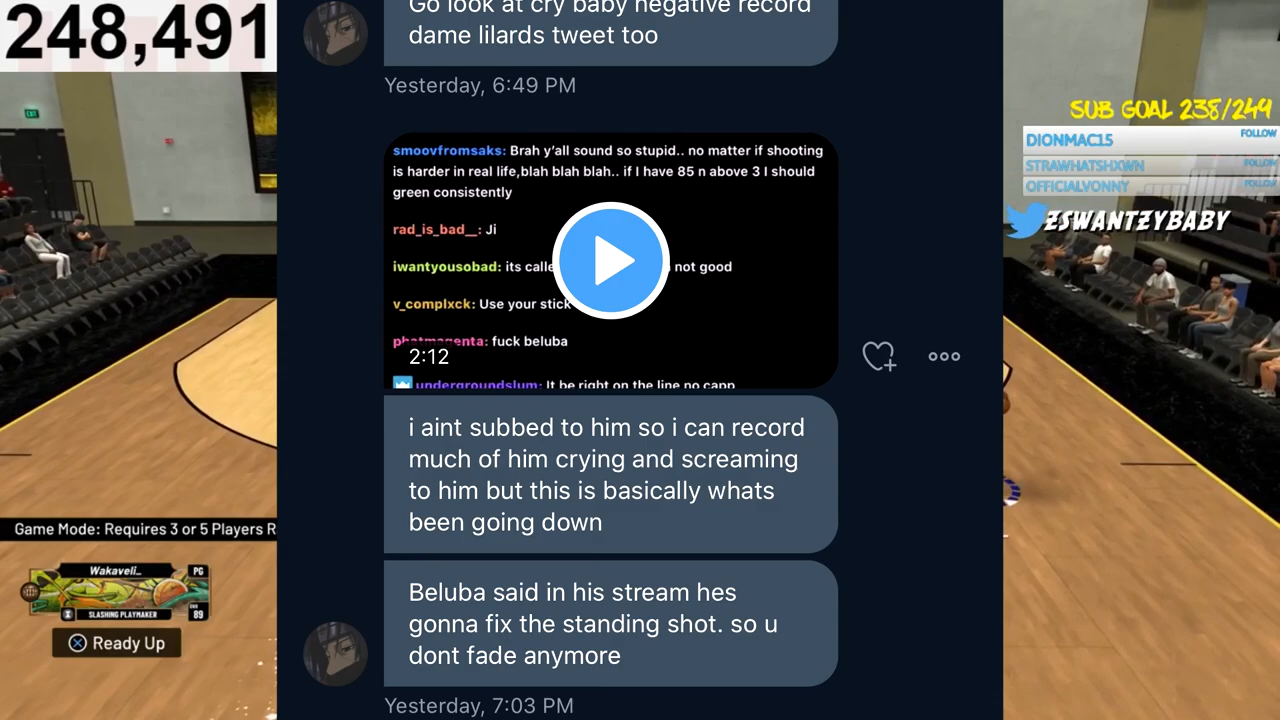 248,491
Go look at cry baby negative record
dame lilards tweet too
Yesterday, 6:49 PM
smoovfromsaks: Brah y'all sound so stupid.. no matter if shooting
is harder in real life,blah blah blah.. if I have 85 n above 3 I should
green consistently
rad_is_bad__: Ji
iwantyousobad: its not good
v_complxck: Use your stick
phatmagenta: fuck beluba
2:12
undergroundslum: It be right on the line no capp
i aint subbed to him so i can record
much of him crying and screaming
to him but this is basically whats
been going down
Beluba said in his stream hes
gonna fix the standing shot. so u
dont fade anymore
Yesterday, 7:03 PM
Game Mode: Requires 3 or 5 Players R
Wakaveli_ PG
SLASHING PLAYMAKER OVR 89
Ready Up
SUB GOAL 238/249
DIONMAC15 FOLLOW
STRAWHATSHXWN FOLLOW
OFFICIALVONNY FOLLOW
ZSWANTZYBABY
EXIT